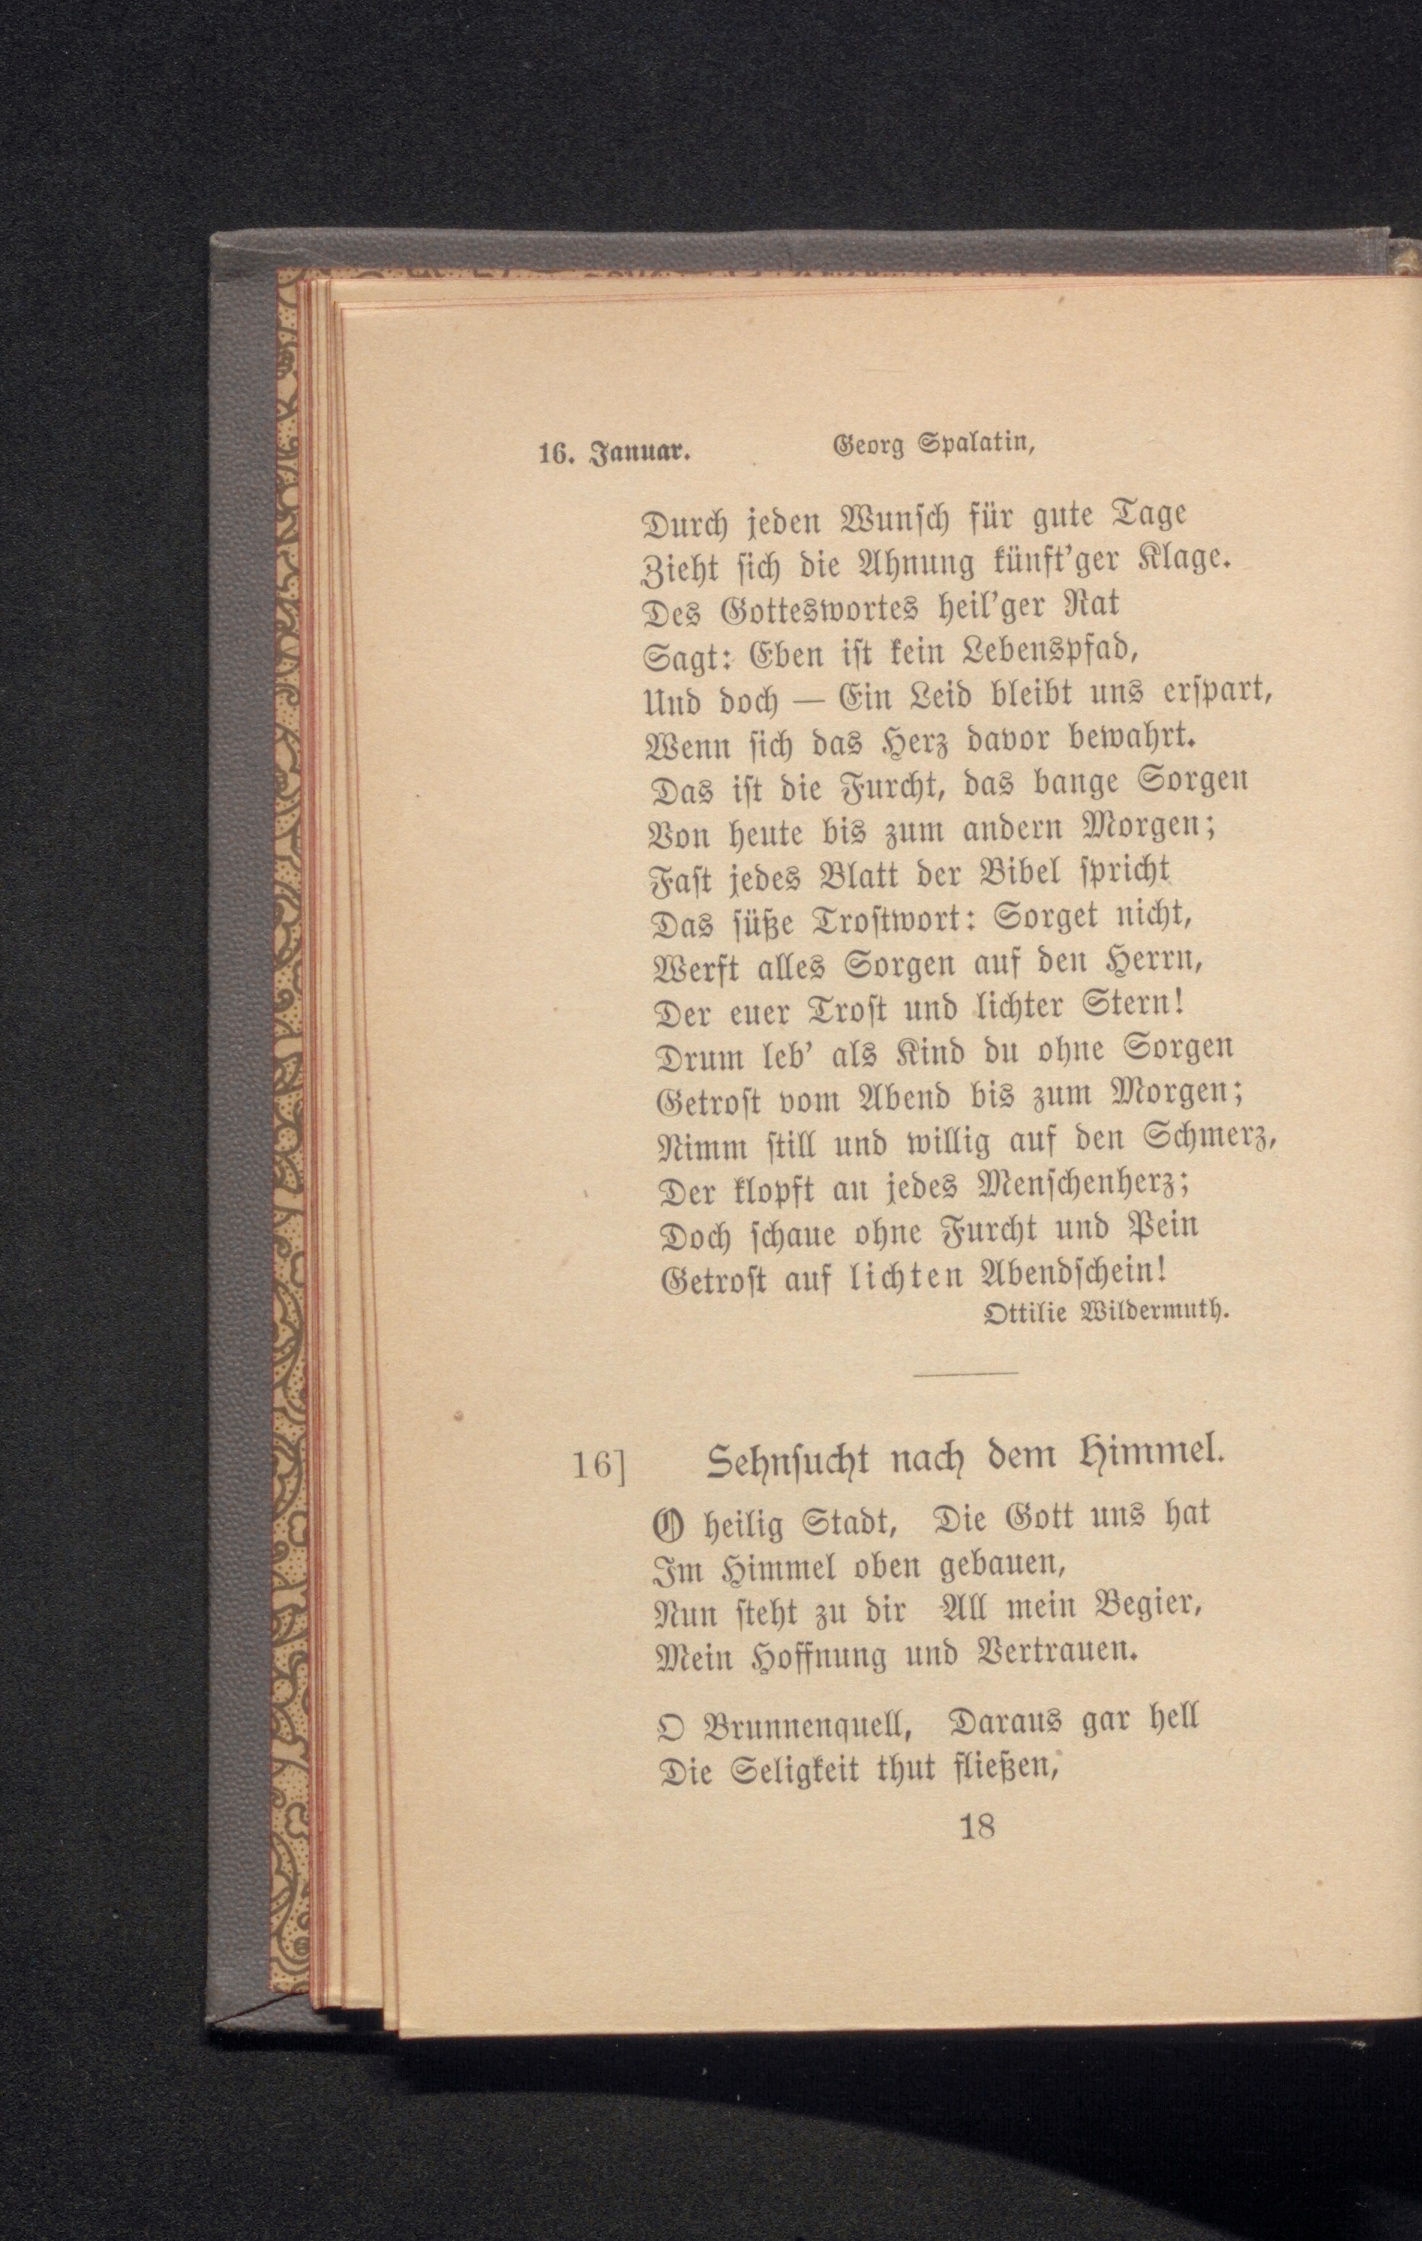 16. Januar. Georg Spalatin,
Durch jeden Wunſch für gute Tage
Zieht ſich die Ahnung künft'ger Klage.
Des Gotteswortes heil'ger Rat
Sagt: Eben iſt kein Lebenspfad,
Und doch — Ein Leid bleibt uns erſpart,
Wenn ſich das Herz davor bewahrt.
Das iſt die Furcht, das bange Sorgen
Von heute bis zum andern Morgen;
Faſt jedes Blatt der Bibel ſpricht
Das ſüße Troſtwort: Sorget nicht,
Werft alles Sorgen auf den Herrn,
Der euer Troſt und lichter Stern!
Drum leb' als Kind du ohne Sorgen
Getroſt vom Abend bis zum Morgen;
Nimm ſtill und willig auf den Schmerz,
Der klopft an jedes Menſchenherz;
Doch ſchaue ohne Furcht und Pein
Getroſt auf lichten Abendſchein!
Ottilie Wildermuth.
16] Sehnſucht nach dem Himmel.
O heilig Stadt, Die Gott uns hat
Im Himmel oben gebauen,
Nun ſteht zu dir All mein Begier,
Mein Hoffnung und Vertrauen.
O Brunnenquell, Daraus gar hell
Die Seligkeit thut fließen,
18